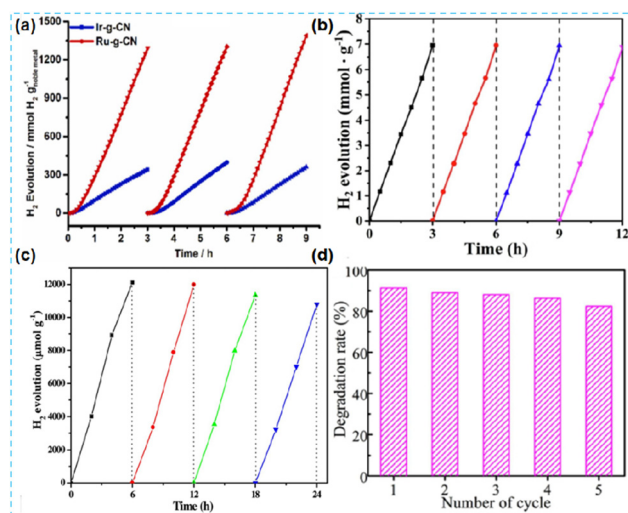 (a)
Ir-g-CN
Ru-g-CN
H₂ Evolution / mmol H₂ g⁻¹noble metal
1500
1200
900
600
300
0
0 1 2 3 4 5 6 7 8 9
Time / h
(b)
H₂ evolution (mmol · g⁻¹)
8
7
6
5
4
3
2
1
0
0 3 6 9 12
Time (h)
(c)
H₂ evolution (μmol g⁻¹)
12000
10000
8000
6000
4000
2000
0
0 6 12 18 24
Time (h)
(d)
Degradation rate (%)
100
80
60
40
20
0
1 2 3 4 5
Number of cycle